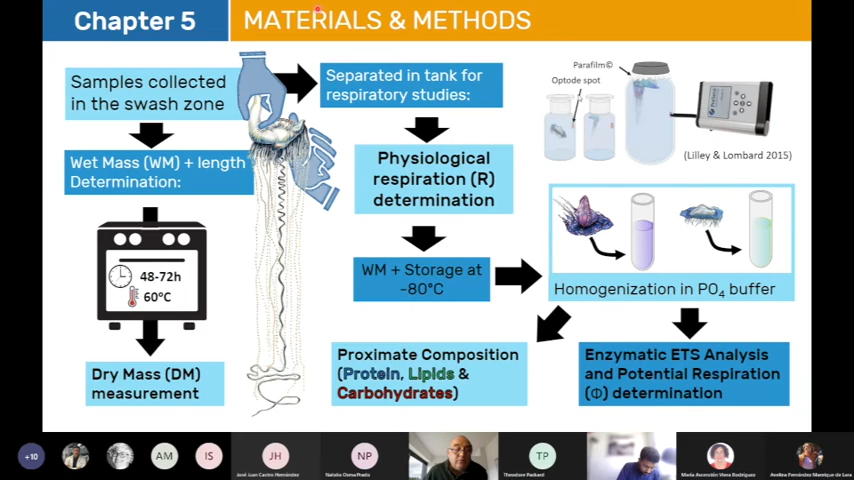 Chapter 5
MATERIALS & METHODS
Samples collected
in the swash zone
Separated in tank for
respiratory studies:
Parafilm©
Optode spot
(Lilley & Lombard 2015)
Wet Mass (WM) + length
Determination:
Physiological
respiration (R)
determination
48-72h
60°C
WM + Storage at
-80°C
Homogenization in PO4 buffer
Dry Mass (DM)
measurement
Proximate Composition
(Protein, Lipids &
Carbohydrates)
Enzymatic ETS Analysis
and Potential Respiration
(Φ) determination
+10
AM
IS
JH
José Juan Castro Hernández
NP
Natalia Osma Prado
TP
Theodore Packard
María Ascensión Viera Rodríguez
Avelina Fernández Manrique de Lara